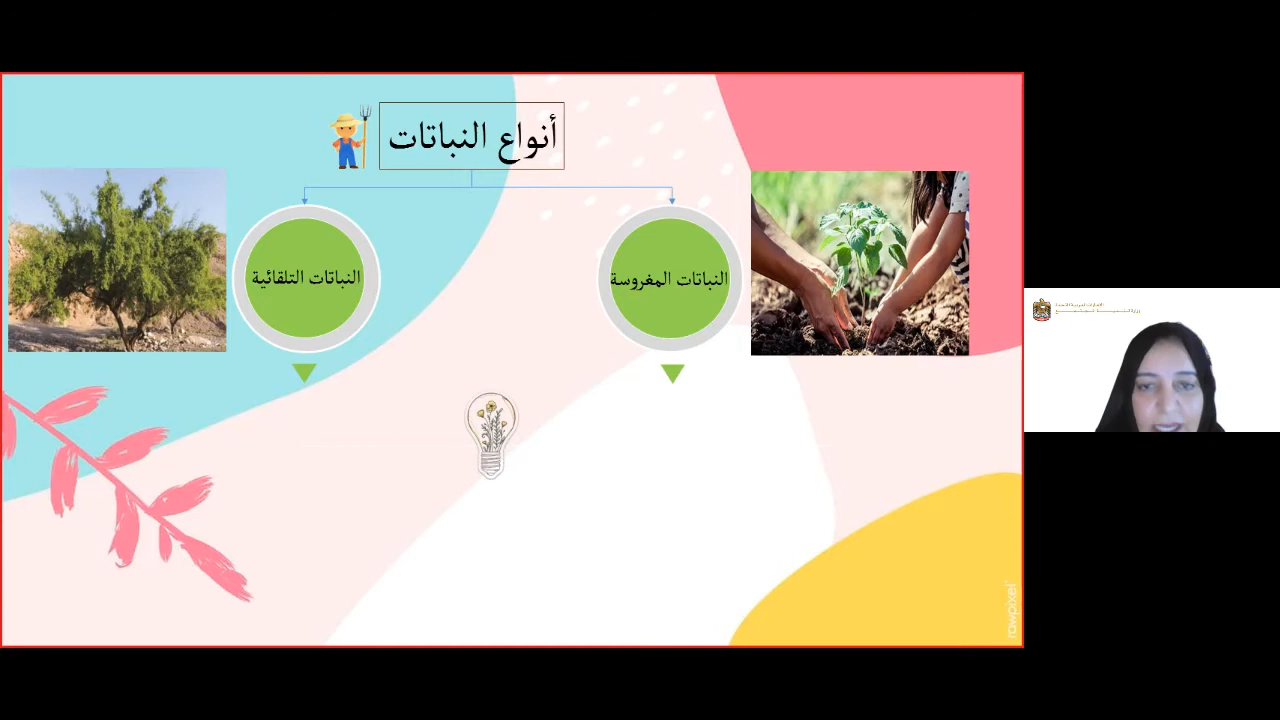 أنواع النباتات
النباتات المغروسة
النباتات التلقائية
rawpixel